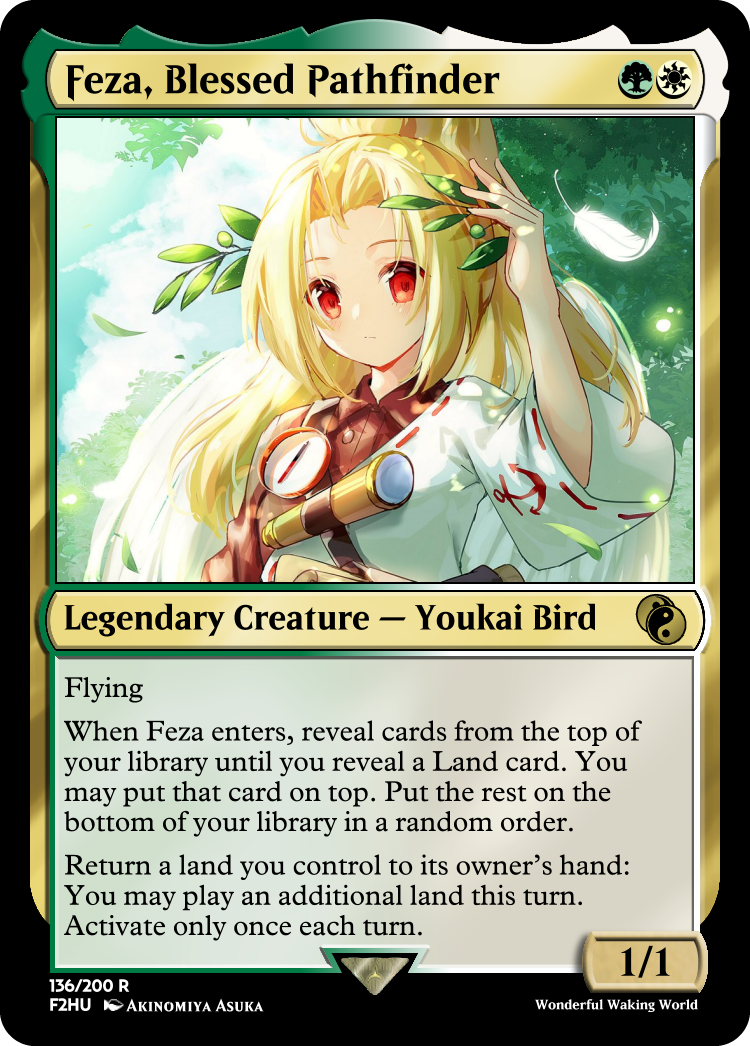 Feza, Blessed Pathfinder
Legendary Creature — Youkai Bird
Flying
When Feza enters, reveal cards from the top of
your library until you reveal a Land card. You
may put that card on top. Put the rest on the
bottom of your library in a random order.
Return a land you control to its owner's hand:
You may play an additional land this turn.
Activate only once each turn.
1/1
136/200 R
F2HU Akinomiya Asuka
Wonderful Waking World